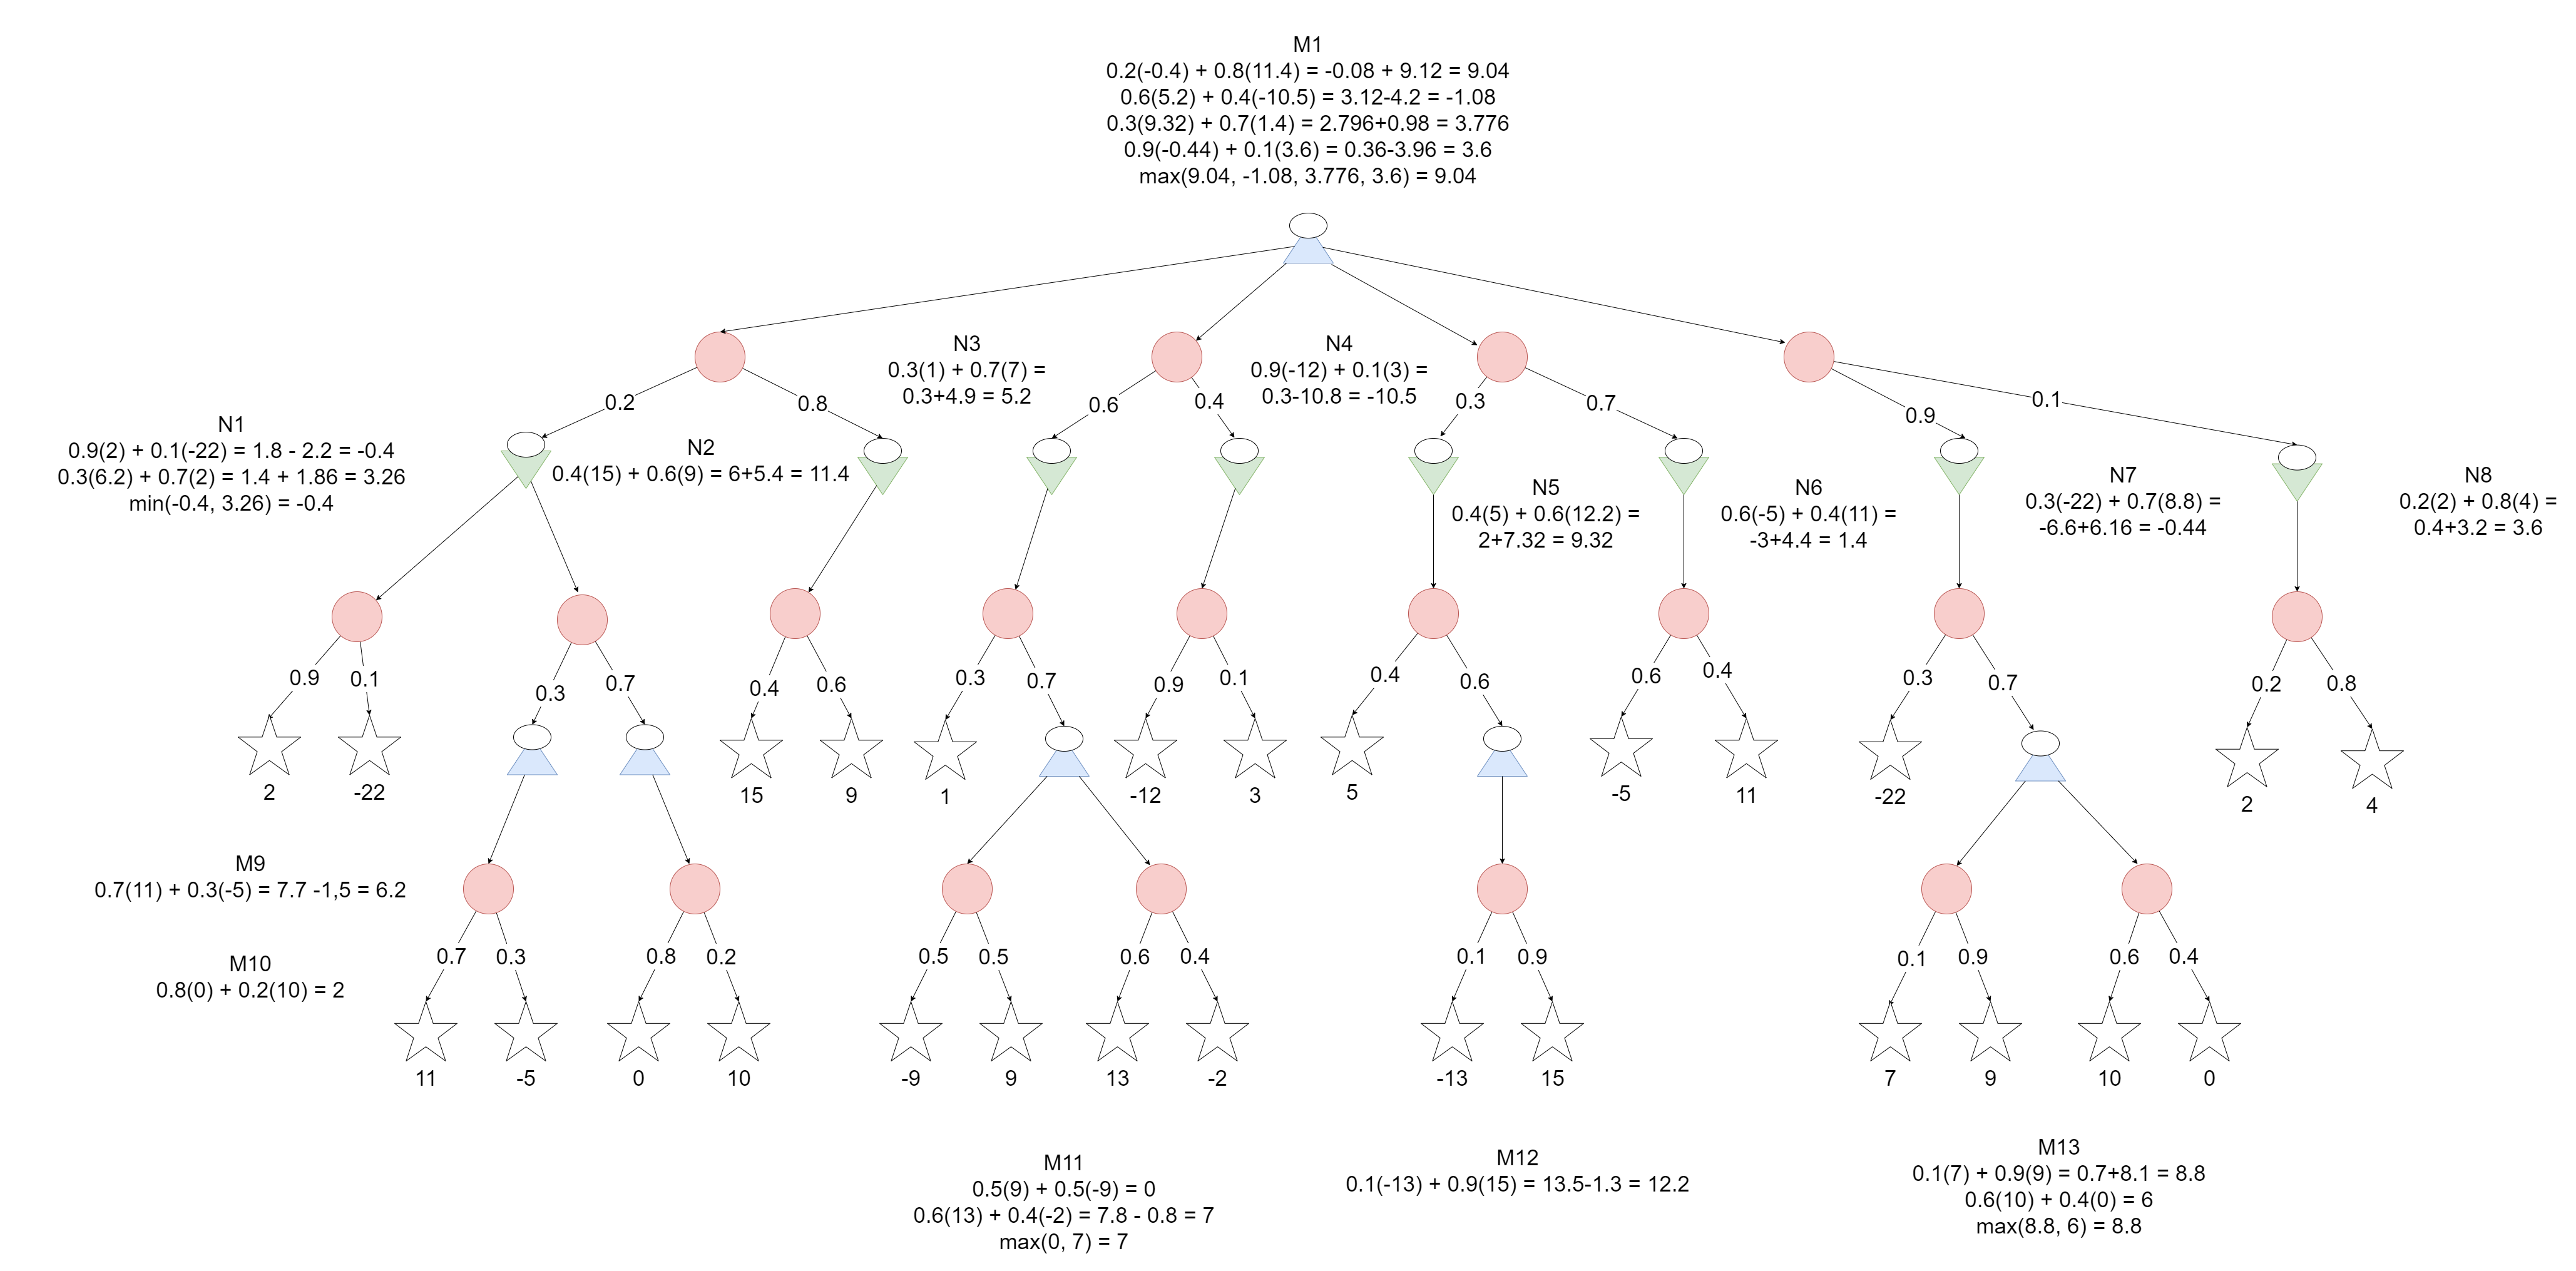 M1
0.2(-0.4) + 0.8(11.4) = -0.08 + 9.12 = 9.04
0.6(5.2) + 0.4(-10.5) = 3.12-4.2 = -1.08
0.3(9.32) + 0.7(1.4) = 2.796+0.98 = 3.776
0.9(-0.44) + 0.1(3.6) = 0.36-3.96 = 3.6
max(9.04, -1.08, 3.776, 3.6) = 9.04
N3
0.3(1) + 0.7(7) =
0.3+4.9 = 5.2
N4
0.9(-12) + 0.1(3) =
0.3-10.8 = -10.5
0.2
0.8
0.6
0.4
0.3
0.7
0.9
0.1
N1
0.9(2) + 0.1(-22) = 1.8 - 2.2 = -0.4
0.3(6.2) + 0.7(2) = 1.4 + 1.86 = 3.26
min(-0.4, 3.26) = -0.4
N2
0.4(15) + 0.6(9) = 6+5.4 = 11.4
N5
0.4(5) + 0.6(12.2) =
2+7.32 = 9.32
N6
0.6(-5) + 0.4(11) =
-3+4.4 = 1.4
N7
0.3(-22) + 0.7(8.8) =
-6.6+6.16 = -0.44
N8
0.2(2) + 0.8(4) =
0.4+3.2 = 3.6
0.9
0.1
0.3
0.7
0.4
0.6
0.3
0.7
0.9
0.1
0.4
0.6
0.6
0.4
0.3
0.7
0.2
0.8
2
-22
15
9
1
-12
3
5
-5
11
-22
2
4
M9
0.7(11) + 0.3(-5) = 7.7 -1,5 = 6.2
M10
0.8(0) + 0.2(10) = 2
0.7
0.3
0.8
0.2
0.5
0.5
0.6
0.4
0.1
0.9
0.1
0.9
0.6
0.4
11
-5
0
10
-9
9
13
-2
-13
15
7
9
10
0
M11
0.5(9) + 0.5(-9) = 0
0.6(13) + 0.4(-2) = 7.8 - 0.8 = 7
max(0, 7) = 7
M12
0.1(-13) + 0.9(15) = 13.5-1.3 = 12.2
M13
0.1(7) + 0.9(9) = 0.7+8.1 = 8.8
0.6(10) + 0.4(0) = 6
max(8.8, 6) = 8.8